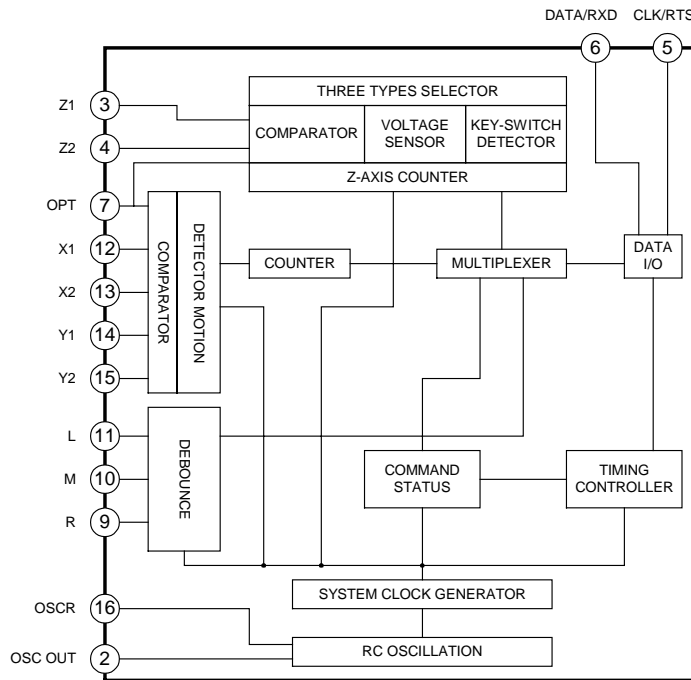 DATA/RXD CLK/RTS
6 5
THREE TYPES SELECTOR
Z1 3
COMPARATOR
VOLTAGE
SENSOR
KEY-SWITCH
DETECTOR
Z2 4
Z-AXIS COUNTER
OPT 7
X1 12
X2 13
Y1 14
Y2 15
COMPARATOR
DETECTOR MOTION
COUNTER
MULTIPLEXER
DATA
I/O
L 11
M 10
R 9
DEBOUNCE
COMMAND
STATUS
TIMING
CONTROLLER
SYSTEM CLOCK GENERATOR
OSCR 16
RC OSCILLATION
OSC OUT 2